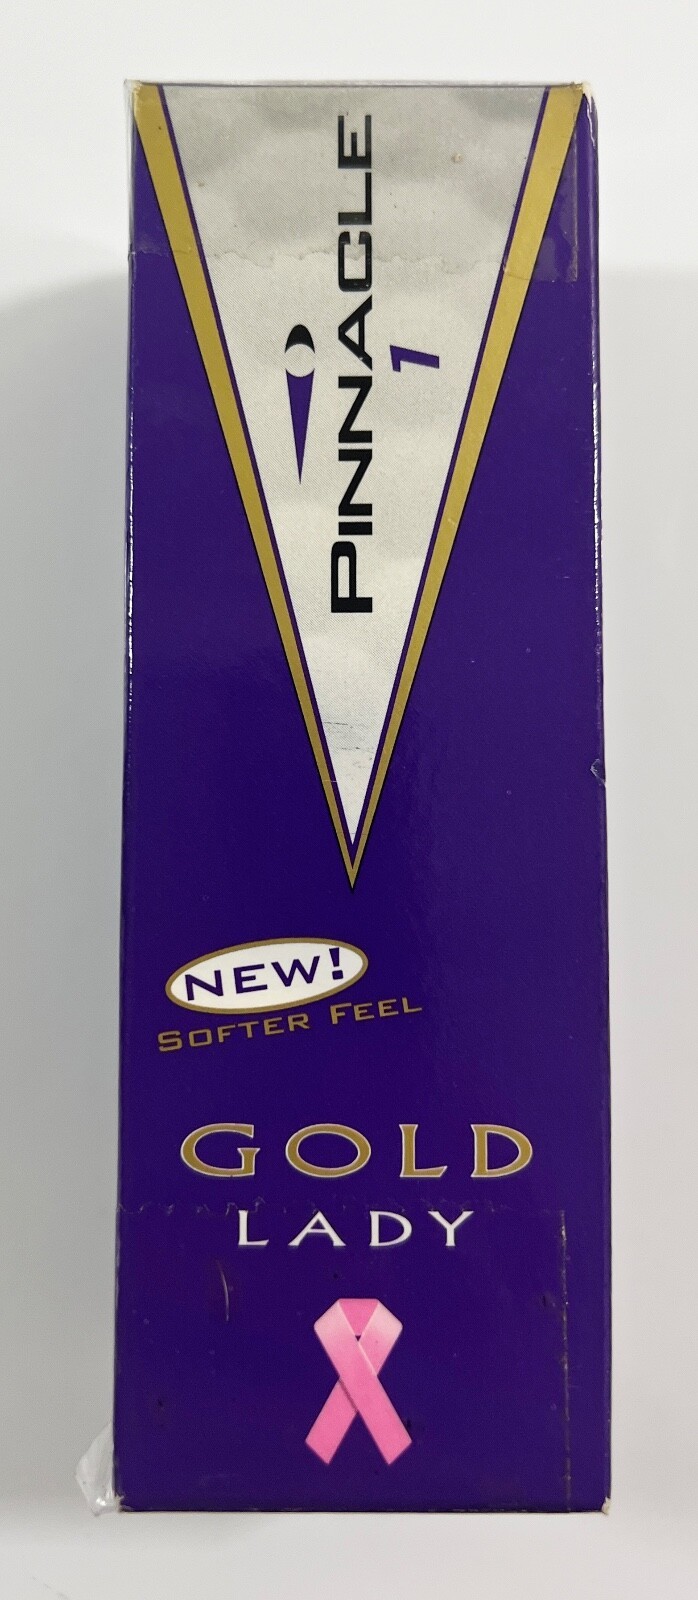 PINNACLE
1
NEW!
SOFTER FEEL
GOLD
LADY